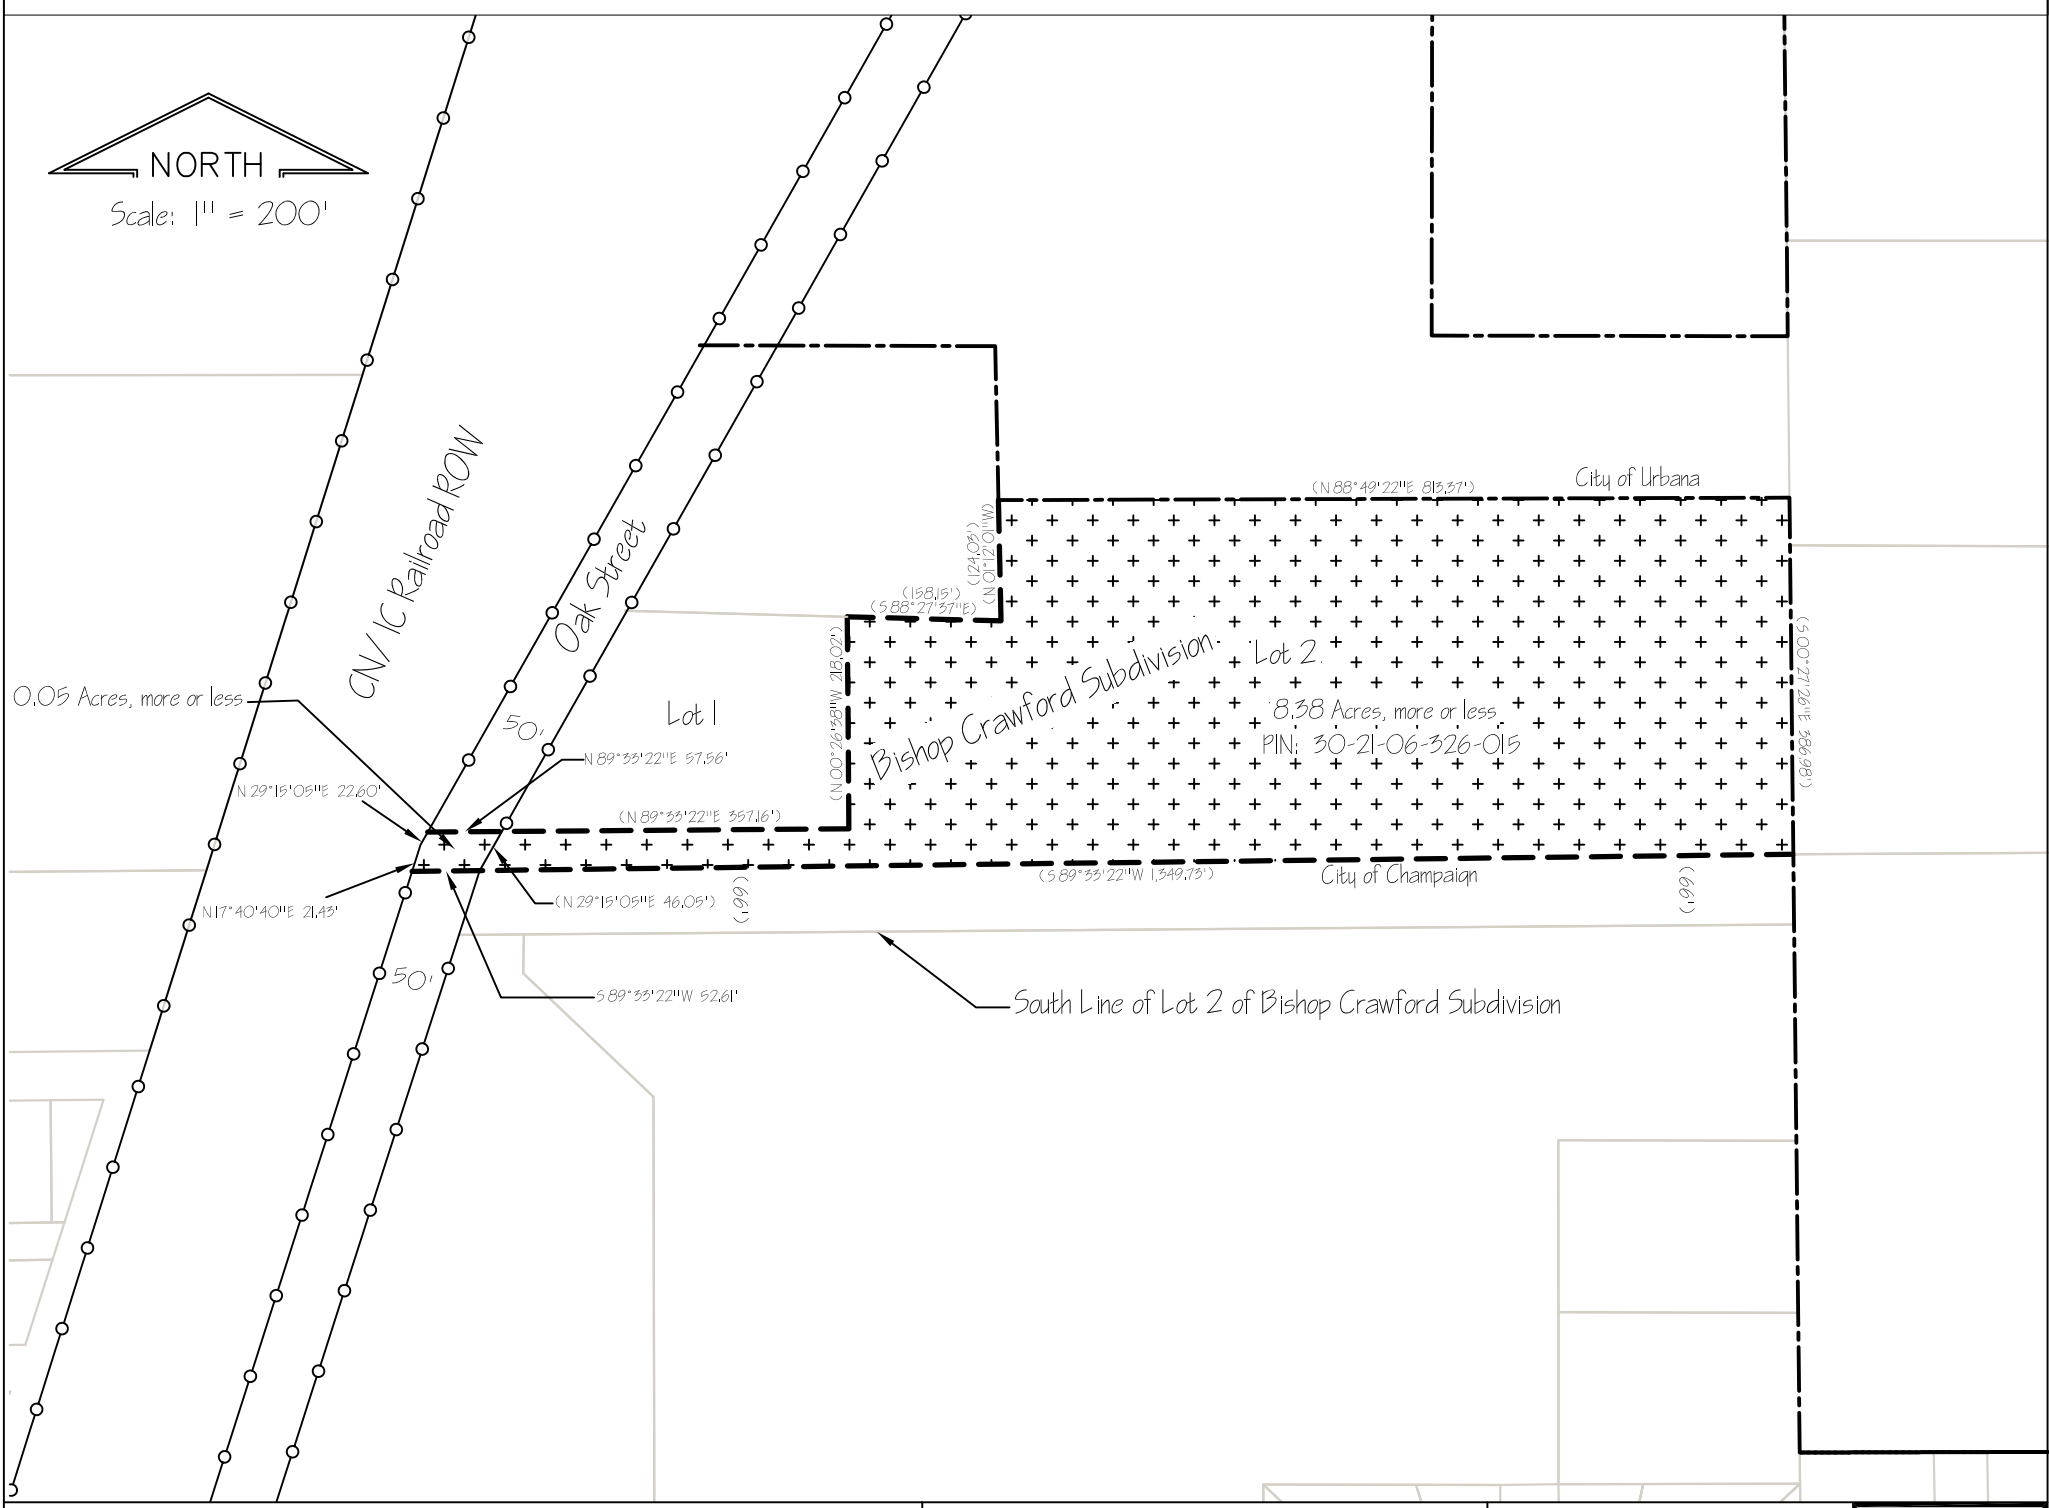 NORTH
Scale: 1" = 200'
CN/IC Railroad ROW
Oak Street
City of Urbana
(N 88°49'22"E 813.37')
(124.03')
(N 01°12'01"W)
(158.15')
(S 88°27'37"E)
(N 00°26'38"W 218.02')
(S 00°27'26"E 386.98')
Bishop Crawford Subdivision
Lot 2
8.38 Acres, more or less
PIN: 30-21-06-326-015
Lot 1
0.05 Acres, more or less
50'
N 89°33'22"E 57.56'
N 29°15'05"E 22.60'
(N 89°33'22"E 357.16')
(S 89°33'22"W 1,349.73')
City of Champaign
(66')
(66')
(N 29°15'05"E 46.05')
N 17°40'40"E 21.43'
50'
S 89°33'22"W 52.61'
South Line of Lot 2 of Bishop Crawford Subdivision